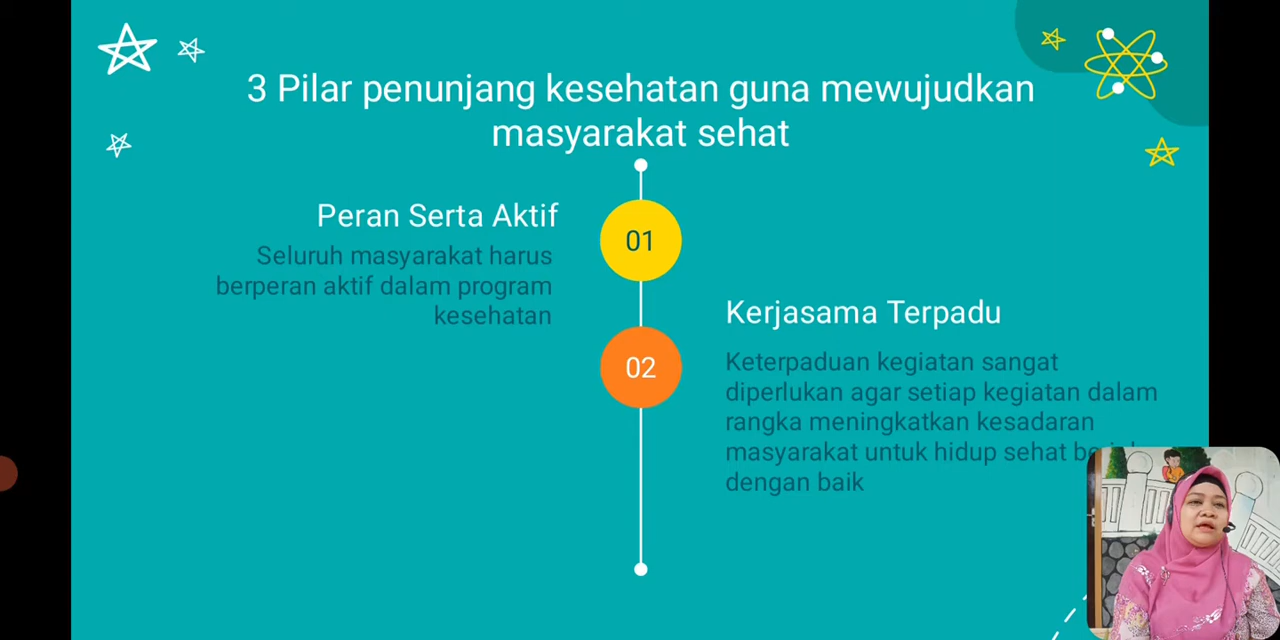 3 Pilar penunjang kesehatan guna mewujudkan
masyarakat sehat
Peran Serta Aktif
01
Seluruh masyarakat harus
berperan aktif dalam program
kesehatan
Kerjasama Terpadu
02
Keterpaduan kegiatan sangat
diperlukan agar setiap kegiatan dalam
rangka meningkatkan kesadaran
masyarakat untuk hidup sehat
dengan baik